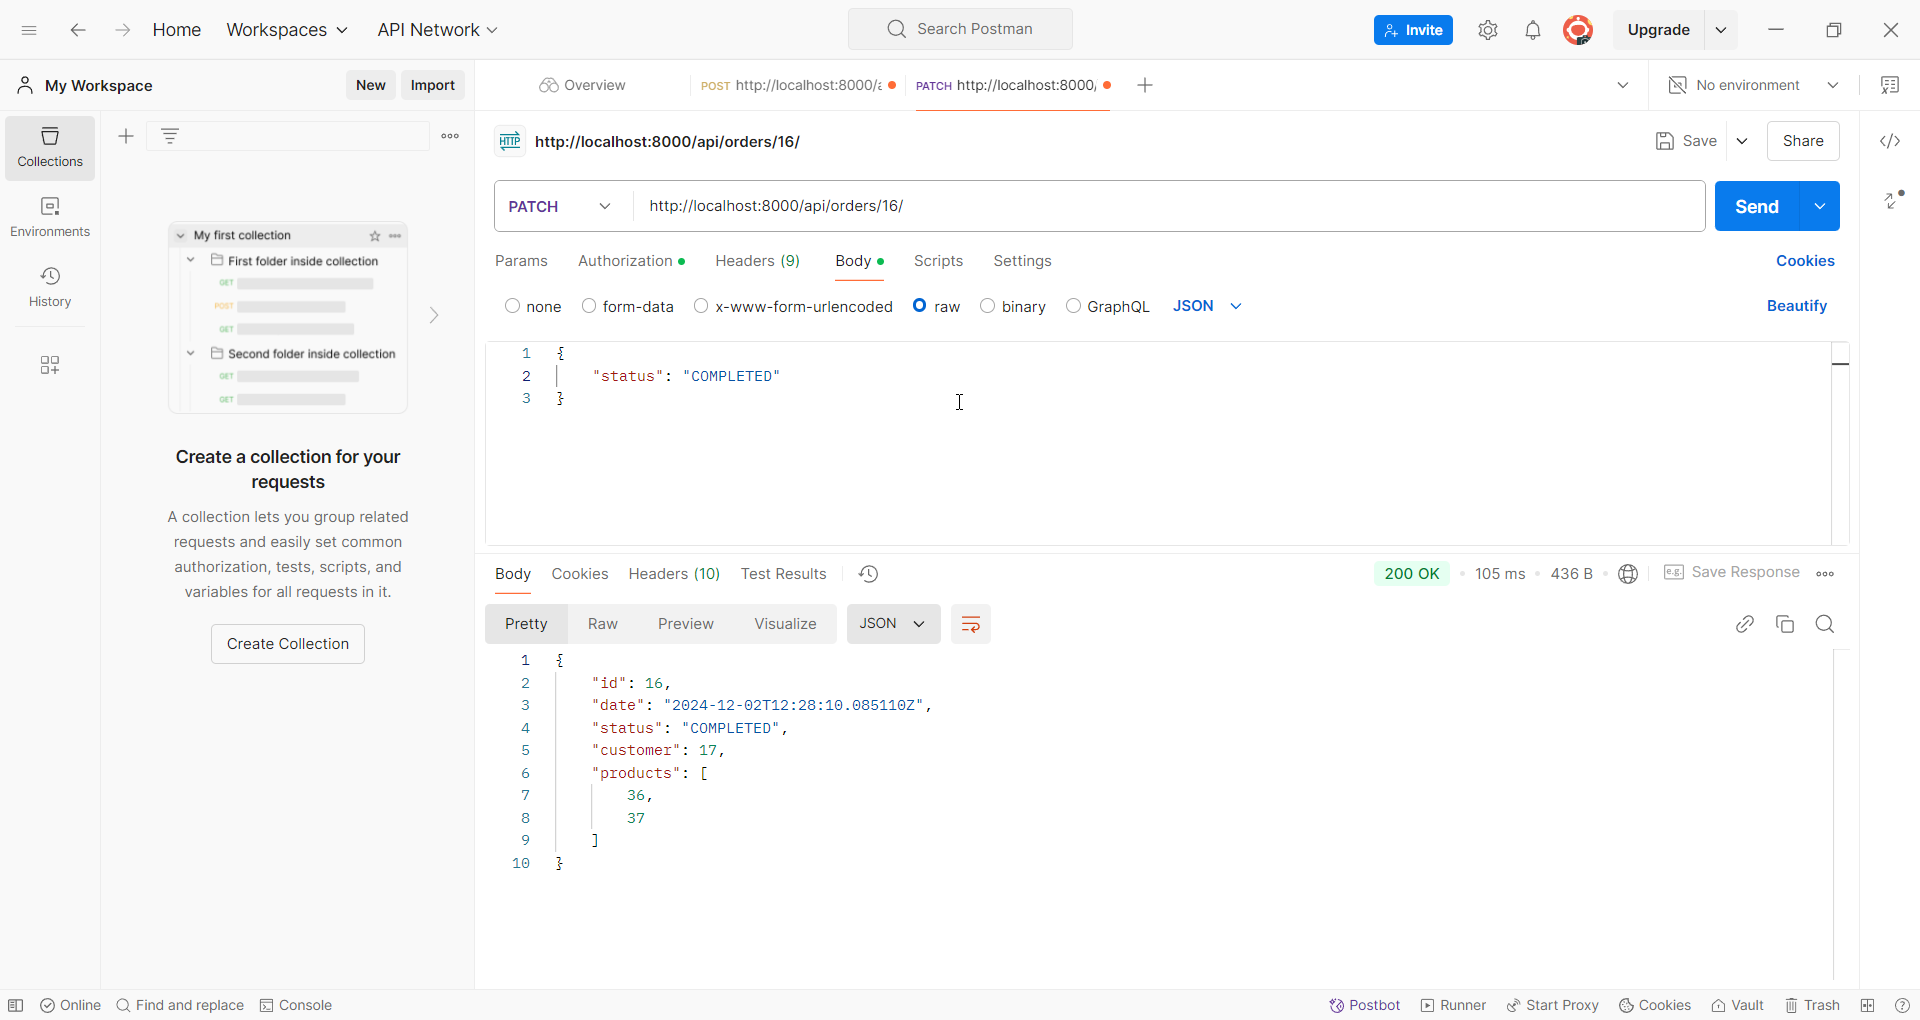 Home
Workspaces
API Network
Search Postman
Invite
Upgrade
My Workspace
New
Import
Overview
POST http://localhost:8000/
PATCH http://localhost:8000/
No environment
Collections
Environments
History
HTTP
http://localhost:8000/api/orders/16/
Save
Share
PATCH
http://localhost:8000/api/orders/16/
Send
Params
Authorization
Headers (9)
Body
Scripts
Settings
Cookies
none
form-data
x-www-form-urlencoded
raw
binary
GraphQL
JSON
Beautify
1 {
2 "status": "COMPLETED"
3 }
My first collection
First folder inside collection
GET
POST
GET
Second folder inside collection
GET
GET
Create a collection for your
requests
A collection lets you group related
requests and easily set common
authorization, tests, scripts, and
variables for all requests in it.
Create Collection
Body
Cookies
Headers (10)
Test Results
200 OK
105 ms
436 B
e.g.
Save Response
Pretty
Raw
Preview
Visualize
JSON
1 {
2 "id": 16,
3 "date": "2024-12-02T12:28:10.085110Z",
4 "status": "COMPLETED",
5 "customer": 17,
6 "products": [
7 36,
8 37
9 ]
10 }
Online
Find and replace
Console
Postbot
Runner
Start Proxy
Cookies
Vault
Trash